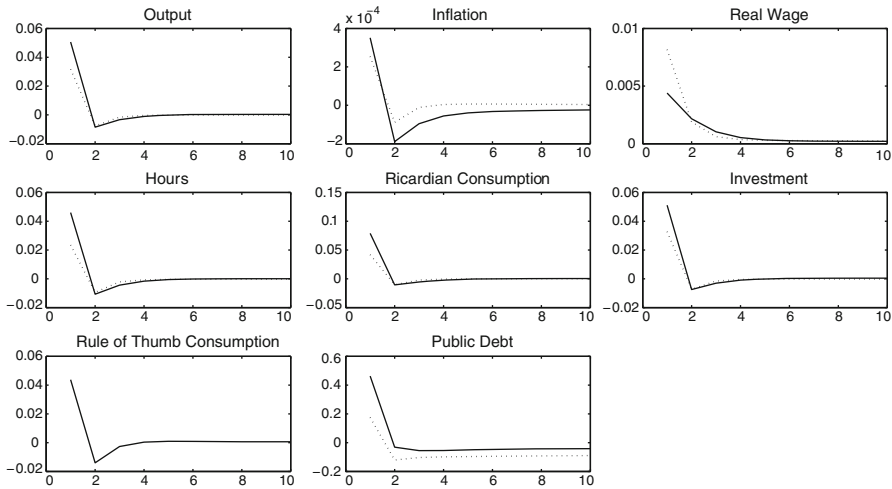 Output
0.06
0.04
0.02
0
−0.02
0 2 4 6 8 10
Inflation
x 10⁻⁴
4
2
0
−2
0 2 4 6 8 10
Real Wage
0.01
0.005
0
0 2 4 6 8 10
Hours
0.06
0.04
0.02
0
−0.02
0 2 4 6 8 10
Ricardian Consumption
0.15
0.1
0.05
0
−0.05
0 2 4 6 8 10
Investment
0.06
0.04
0.02
0
−0.02
0 2 4 6 8 10
Rule of Thumb Consumption
0.06
0.04
0.02
0
−0.02
0 2 4 6 8 10
Public Debt
0.6
0.4
0.2
0
−0.2
0 2 4 6 8 10